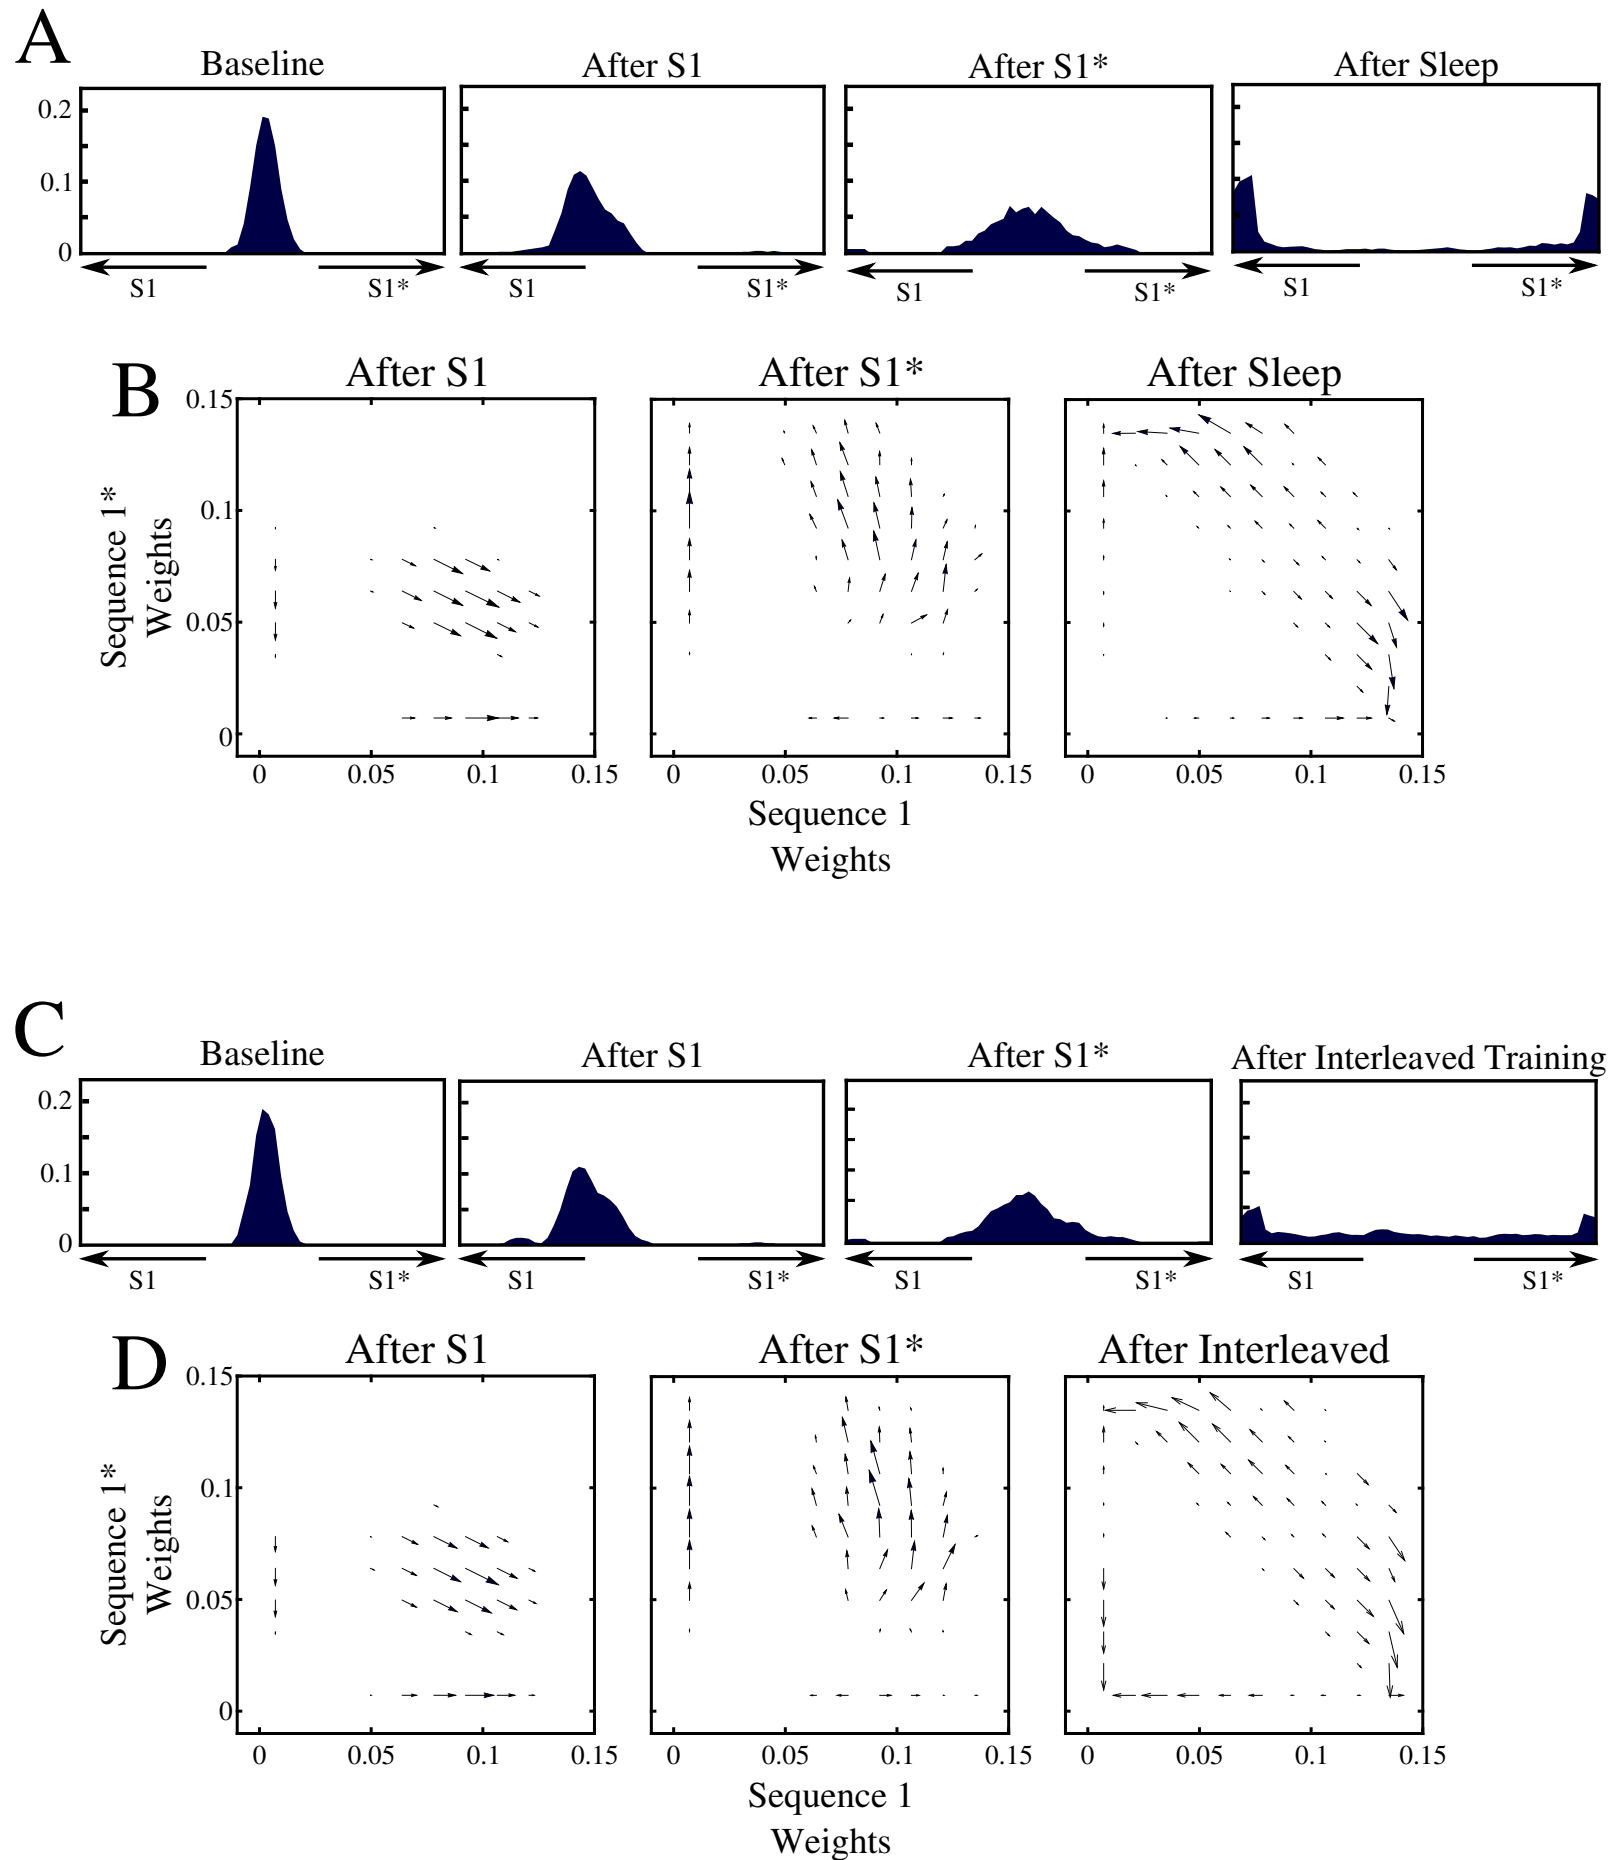 A
Baseline
After S1
After S1*
After Sleep
0.2
0.1
0
S1
S1*
S1
S1*
S1
S1*
S1
S1*
B
After S1
After S1*
After Sleep
Sequence 1*
Weights
0.15
0.1
0.05
0
0
0.05
0.1
0.15
0
0.05
0.1
0.15
0
0.05
0.1
0.15
Sequence 1
Weights
C
Baseline
After S1
After S1*
After Interleaved Training
0.2
0.1
0
S1
S1*
S1
S1*
S1
S1*
S1
S1*
D
After S1
After S1*
After Interleaved
Sequence 1*
Weights
0.15
0.1
0.05
0
0
0.05
0.1
0.15
0
0.05
0.1
0.15
0
0.05
0.1
0.15
Sequence 1
Weights